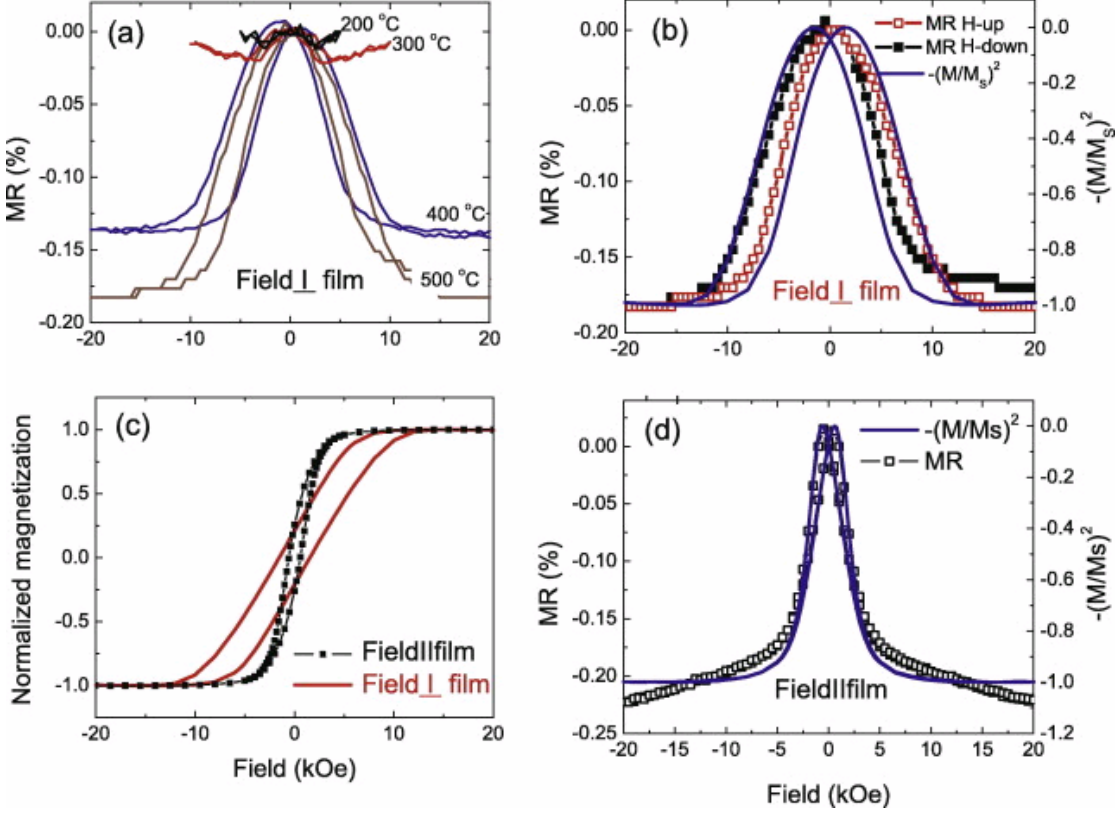 (a)
200 °C
300 °C
400 °C
500 °C
Field ⊥ film
0.00
-0.05
-0.10
-0.15
-0.20
MR (%)
-20 -10 0 10 20
(b)
MR H-up
MR H-down
-(M/Ms)²
Field ⊥ film
0.00
-0.05
-0.10
-0.15
-0.20
MR (%)
0.0
-0.2
-0.4
-0.6
-0.8
-1.0
-(M/MS)²
-20 -10 0 10 20
(c)
FieldIIfilm
Field ⊥ film
1.0
0.5
0.0
-0.5
-1.0
Normalized magnetization
-20 -10 0 10 20
Field (kOe)
(d)
-(M/Ms)²
MR
FieldIIfilm
0.00
-0.05
-0.10
-0.15
-0.20
-0.25
MR (%)
0.0
-0.2
-0.4
-0.6
-0.8
-1.0
-1.2
-(M/Ms)²
-20 -15 -10 -5 0 5 10 15 20
Field (kOe)